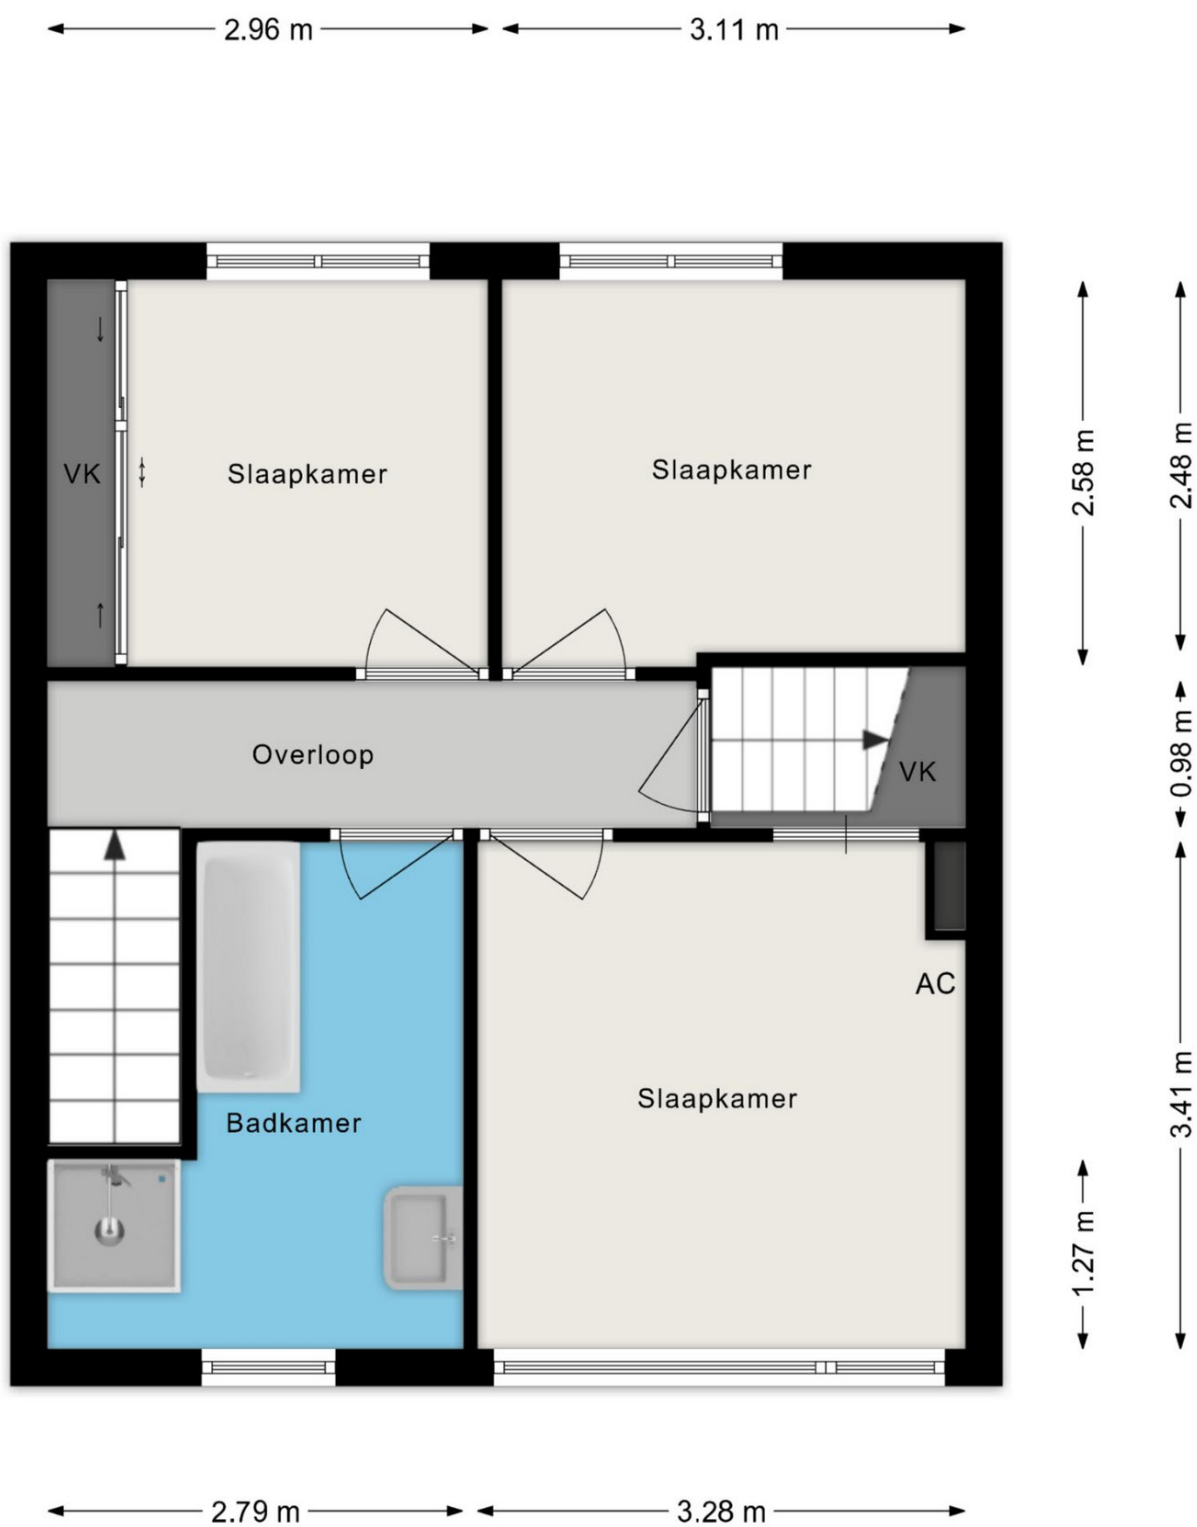 2.96 m
3.11 m
VK
Slaapkamer
Slaapkamer
2.58 m
2.48 m
Overloop
VK
0.98 m
AC
Slaapkamer
Badkamer
3.41 m
1.27 m
2.79 m
3.28 m